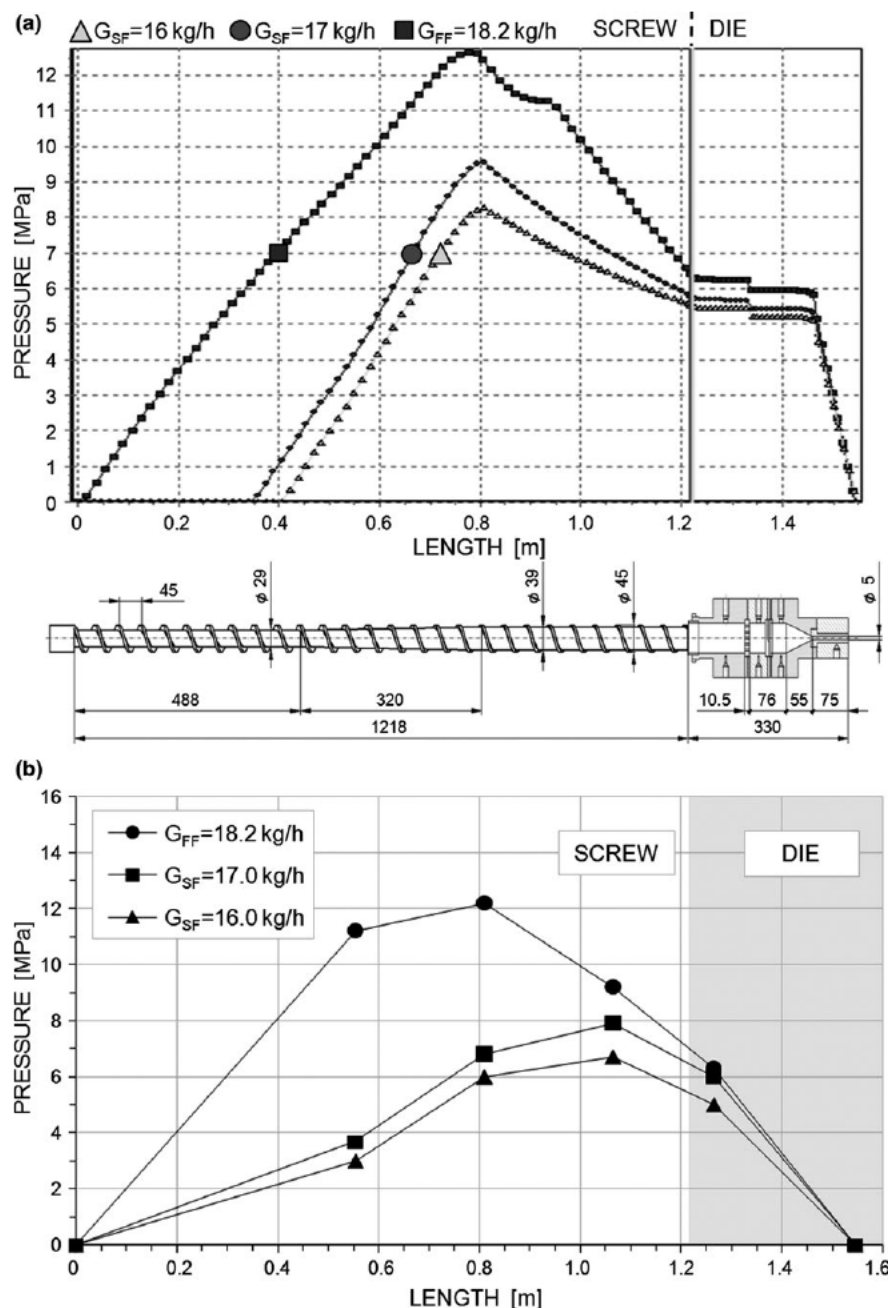 (a)
G_SF=16 kg/h G_SF=17 kg/h G_FF=18.2 kg/h SCREW DIE
12
11
10
9
8
7
6
5
4
3
2
1
0
PRESSURE [MPa]
0 0.2 0.4 0.6 0.8 1.0 1.2 1.4
LENGTH [m]
45 ϕ 29 ϕ 39 ϕ 45 ϕ 5
488 320 10.5 76 55 75
1218 330
(b)
16
14
12
10
8
6
4
2
0
PRESSURE [MPa]
G_FF=18.2 kg/h
G_SF=17.0 kg/h
G_SF=16.0 kg/h
SCREW DIE
0 0.2 0.4 0.6 0.8 1.0 1.2 1.4 1.6
LENGTH [m]